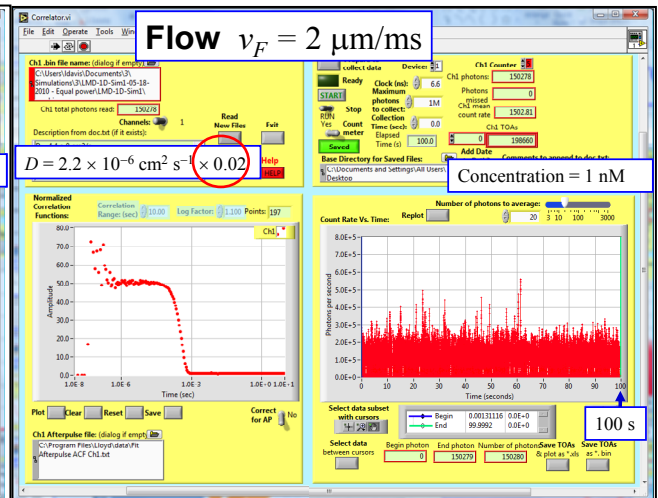 Correlator.vi
File Edit Operate Tools
Flow v_F = 2 μm/ms
Ch1 .bin file name: (dialog if empty)
C:\Users\ldavis\Documents\3\
Simulations\3\LMD-1D-Sim1-05-18-
2010 - Equal power\LMD-1D-Sim1\
Ch1 total photons read: 150278
Channels: 1
Read New Files
Exit
Description from doc.txt (if it exists):
D = 2.2 × 10⁻⁶ cm² s⁻¹ × 0.02
Help
HELP
collect data
Device: 1
Ch1 Counter
Ready
START
Stop
RUN
Yes
Count meter
Saved
Clock (ns): 6.6
Maximum photons to collect: 1M
Collection Time (sec): 0.0
Elapsed Time (s) 100.0
Ch1 photons: 150278
Photons missed 0
Ch1 mean count rate 1502.81
Ch1 TOAs
0 198660
Add Date
Base Directory for Saved Files:
Comments to append to doc.txt:
C:\Documents and Settings\All Users\
Desktop
Concentration = 1 nM
Normalized Correlation Functions:
Correlation Range: (sec) 10.00
Log Factor: 1.100
Points: 197
Ch1
80.0
70.0
60.0
50.0
40.0
30.0
20.0
10.0
0.0
Amplitude
1.0E-8 1.0E-6 1.0E-3 1.0E-0 1.0E-1
Time (sec)
Plot Clear Reset Save
Correct for AP
No
Ch1 Afterpulse file: (dialog if empty)
C:\Program Files\Lloyd\data\Pit
Afterpulse ACF Ch1.txt
Number of photons to average:
Count Rate Vs. Time:
Replot
20
3 10 100 3000
8.0E+5
7.0E+5
6.0E+5
5.0E+5
4.0E+5
3.0E+5
2.0E+5
1.0E+5
0.0E+0
Photons per second
0 10 20 30 40 50 60 70 80 90 100
Time (seconds)
100 s
Select data subset with cursors
Begin 0.00131116 0.0E+0
End 99.9992 0.0E+0
Select data between cursors
Begin photon 0
End photon 150279
Number of photons 150280
Save TOAs & plot as *.xls
Save TOAs as *. bin